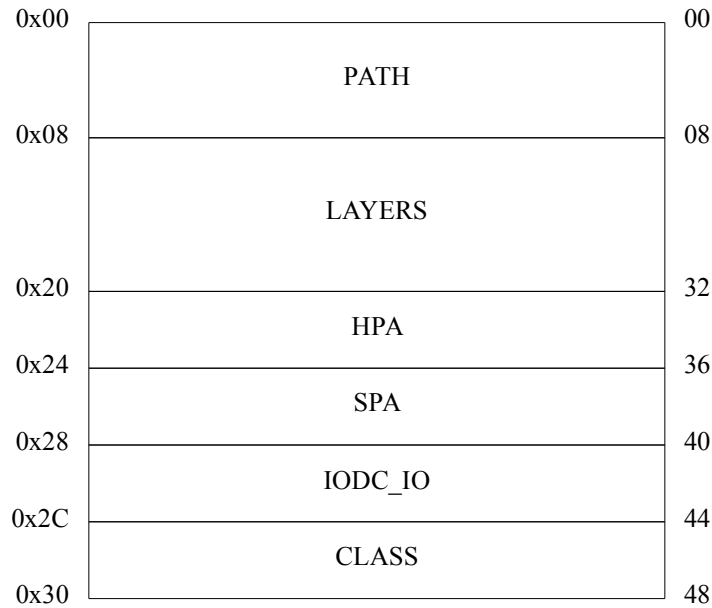 0x00 00
PATH
0x08 08
LAYERS
0x20 32
HPA
0x24 36
SPA
0x28 40
IODC_IO
0x2C 44
CLASS
0x30 48